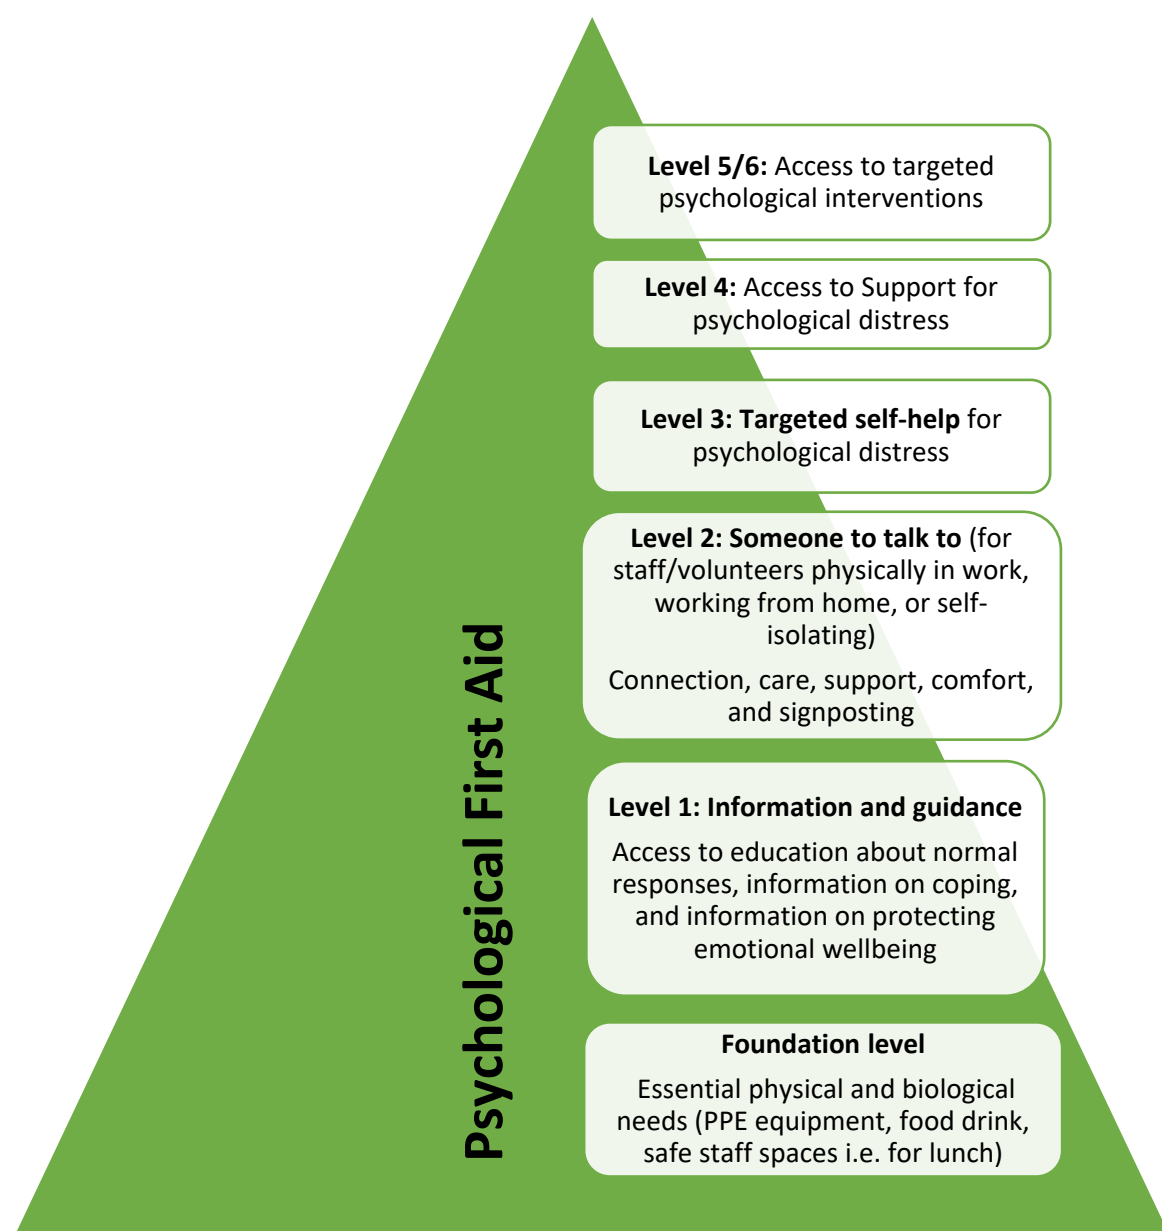 Level 5/6: Access to targeted
psychological interventions
Level 4: Access to Support for
psychological distress
Level 3: Targeted self-help for
psychological distress
Level 2: Someone to talk to (for
staff/volunteers physically in work,
working from home, or self-
isolating)
Connection, care, support, comfort,
and signposting
Level 1: Information and guidance
Access to education about normal
responses, information on coping,
and information on protecting
emotional wellbeing
Foundation level
Essential physical and biological
needs (PPE equipment, food drink,
safe staff spaces i.e. for lunch)
Psychological First Aid